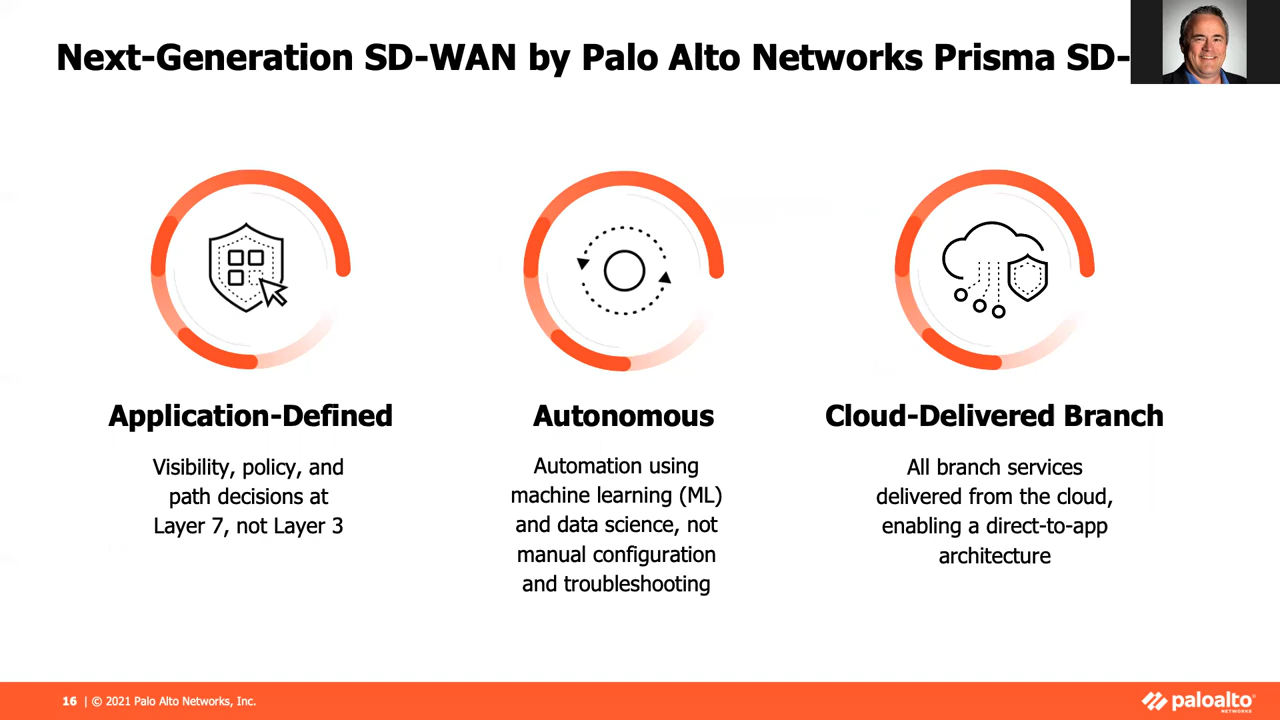 Next-Generation SD-WAN by Palo Alto Networks Prisma SD-
Application-Defined
Visibility, policy, and
path decisions at
Layer 7, not Layer 3
Autonomous
Automation using
machine learning (ML)
and data science, not
manual configuration
and troubleshooting
Cloud-Delivered Branch
All branch services
delivered from the cloud,
enabling a direct-to-app
architecture
16 | © 2021 Palo Alto Networks, Inc.
paloalto
NETWORKS